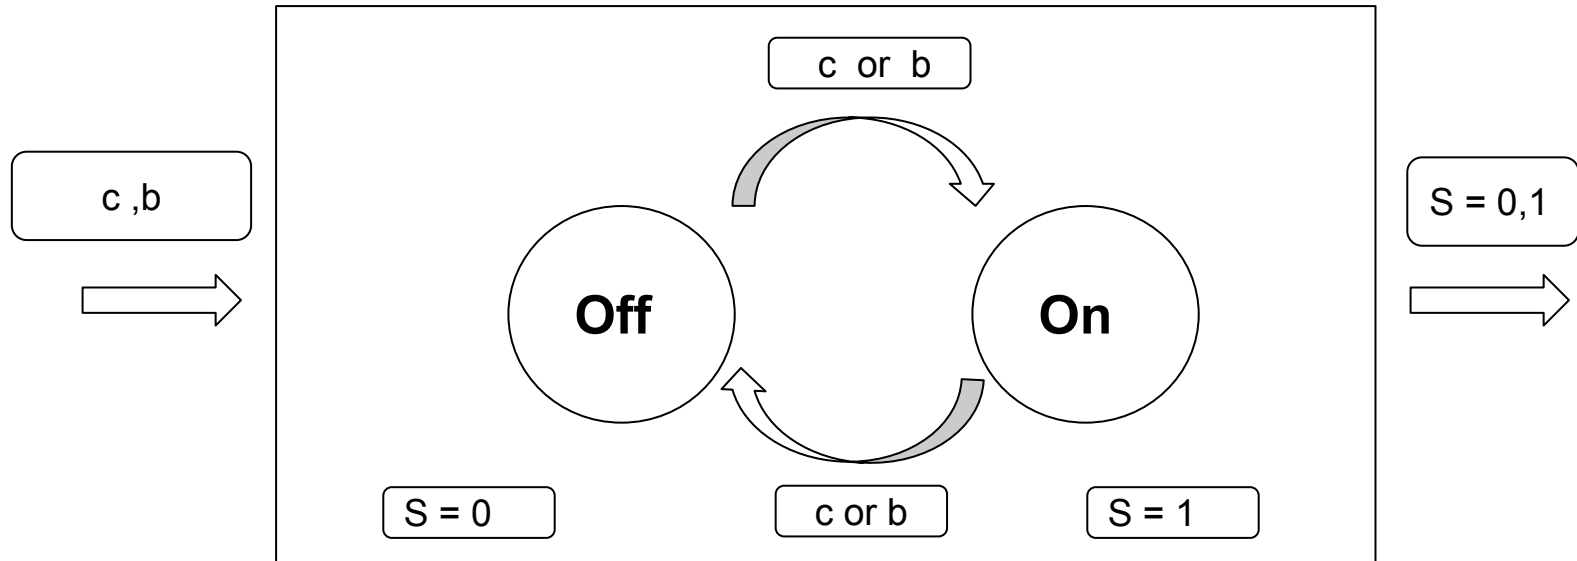 c or b
c ,b
S = 0,1
Off
On
S = 0
c or b
S = 1